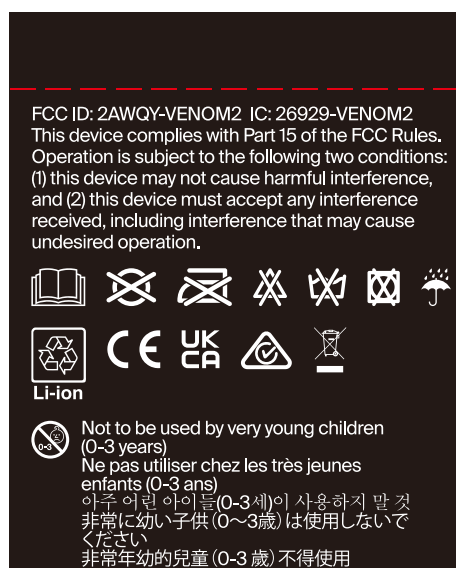 FCC ID: 2AWQY-VENOM2 IC: 26929-VENOM2
This device complies with Part 15 of the FCC Rules.
Operation is subject to the following two conditions:
(1) this device may not cause harmful interference,
and (2) this device must accept any interference
received, including interference that may cause
undesired operation.
CE UK CA
Li-ion
0-3
Not to be used by very young children
(0-3 years)
Ne pas utiliser chez les très jeunes
enfants (0-3 ans)
아주 어린 아이들(0-3세)이 사용하지 말 것
非常に幼い子供(0〜3歳)は使用しないで
ください
非常年幼的兒童(0-3 歲)不得使用